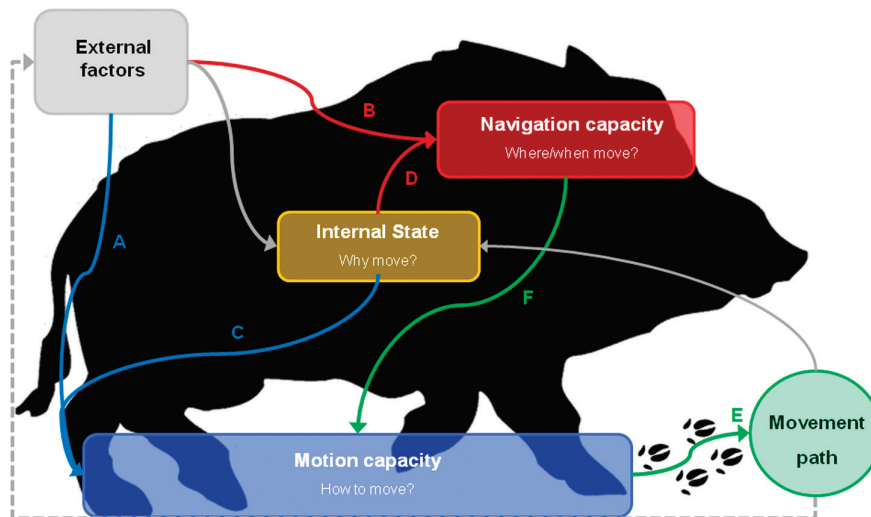 External
factors
B
Navigation capacity
Where/when move?
D
A
Internal State
Why move?
F
C
E
Movement
path
Motion capacity
How to move?